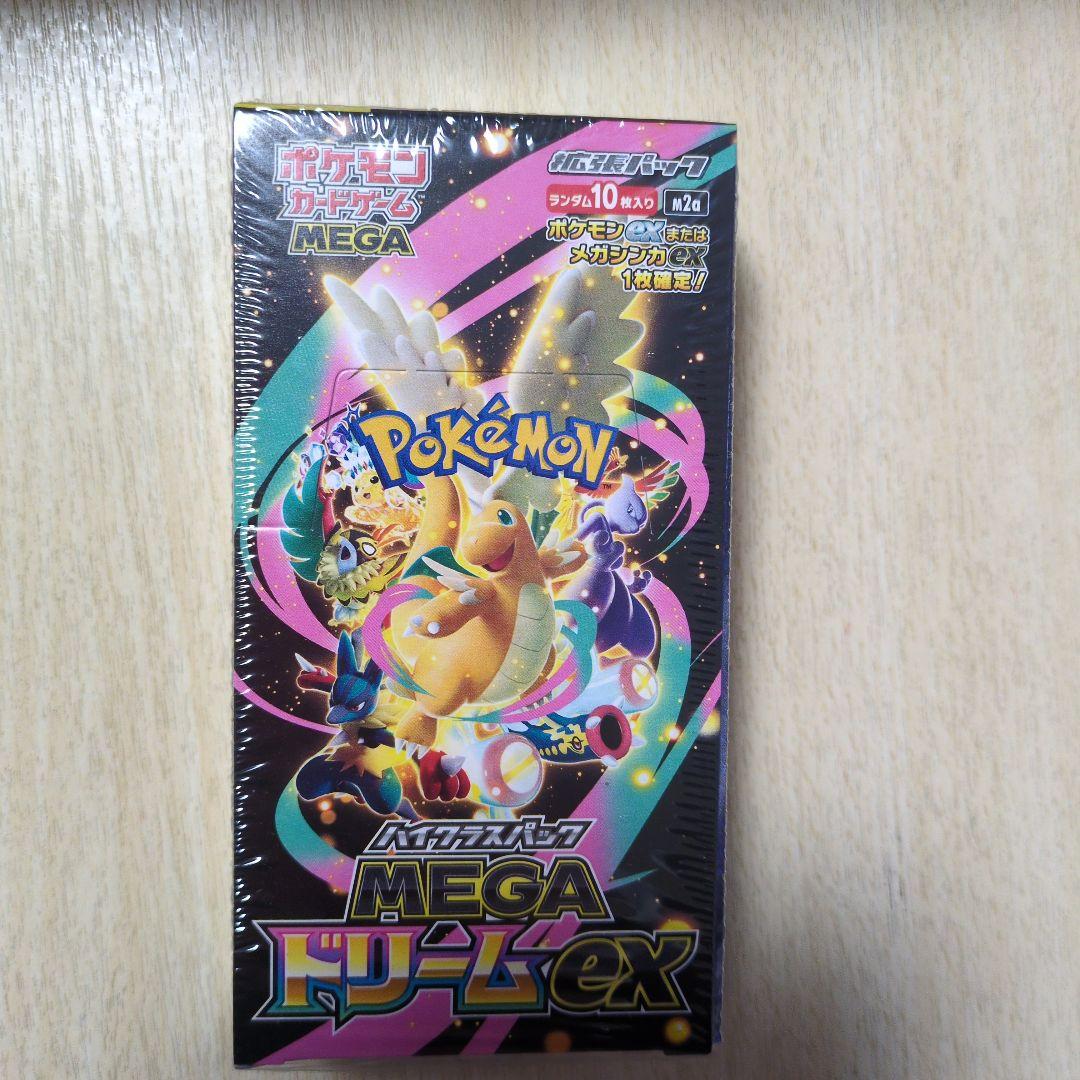 ポケモン
カードゲーム™
MEGA
拡張パック
ランダム10枚入り
M2a
ポケモンexまたは
メガシンカex
1枚確定!
POKéMON™
ハイクラスパック
MEGA
ドリームex